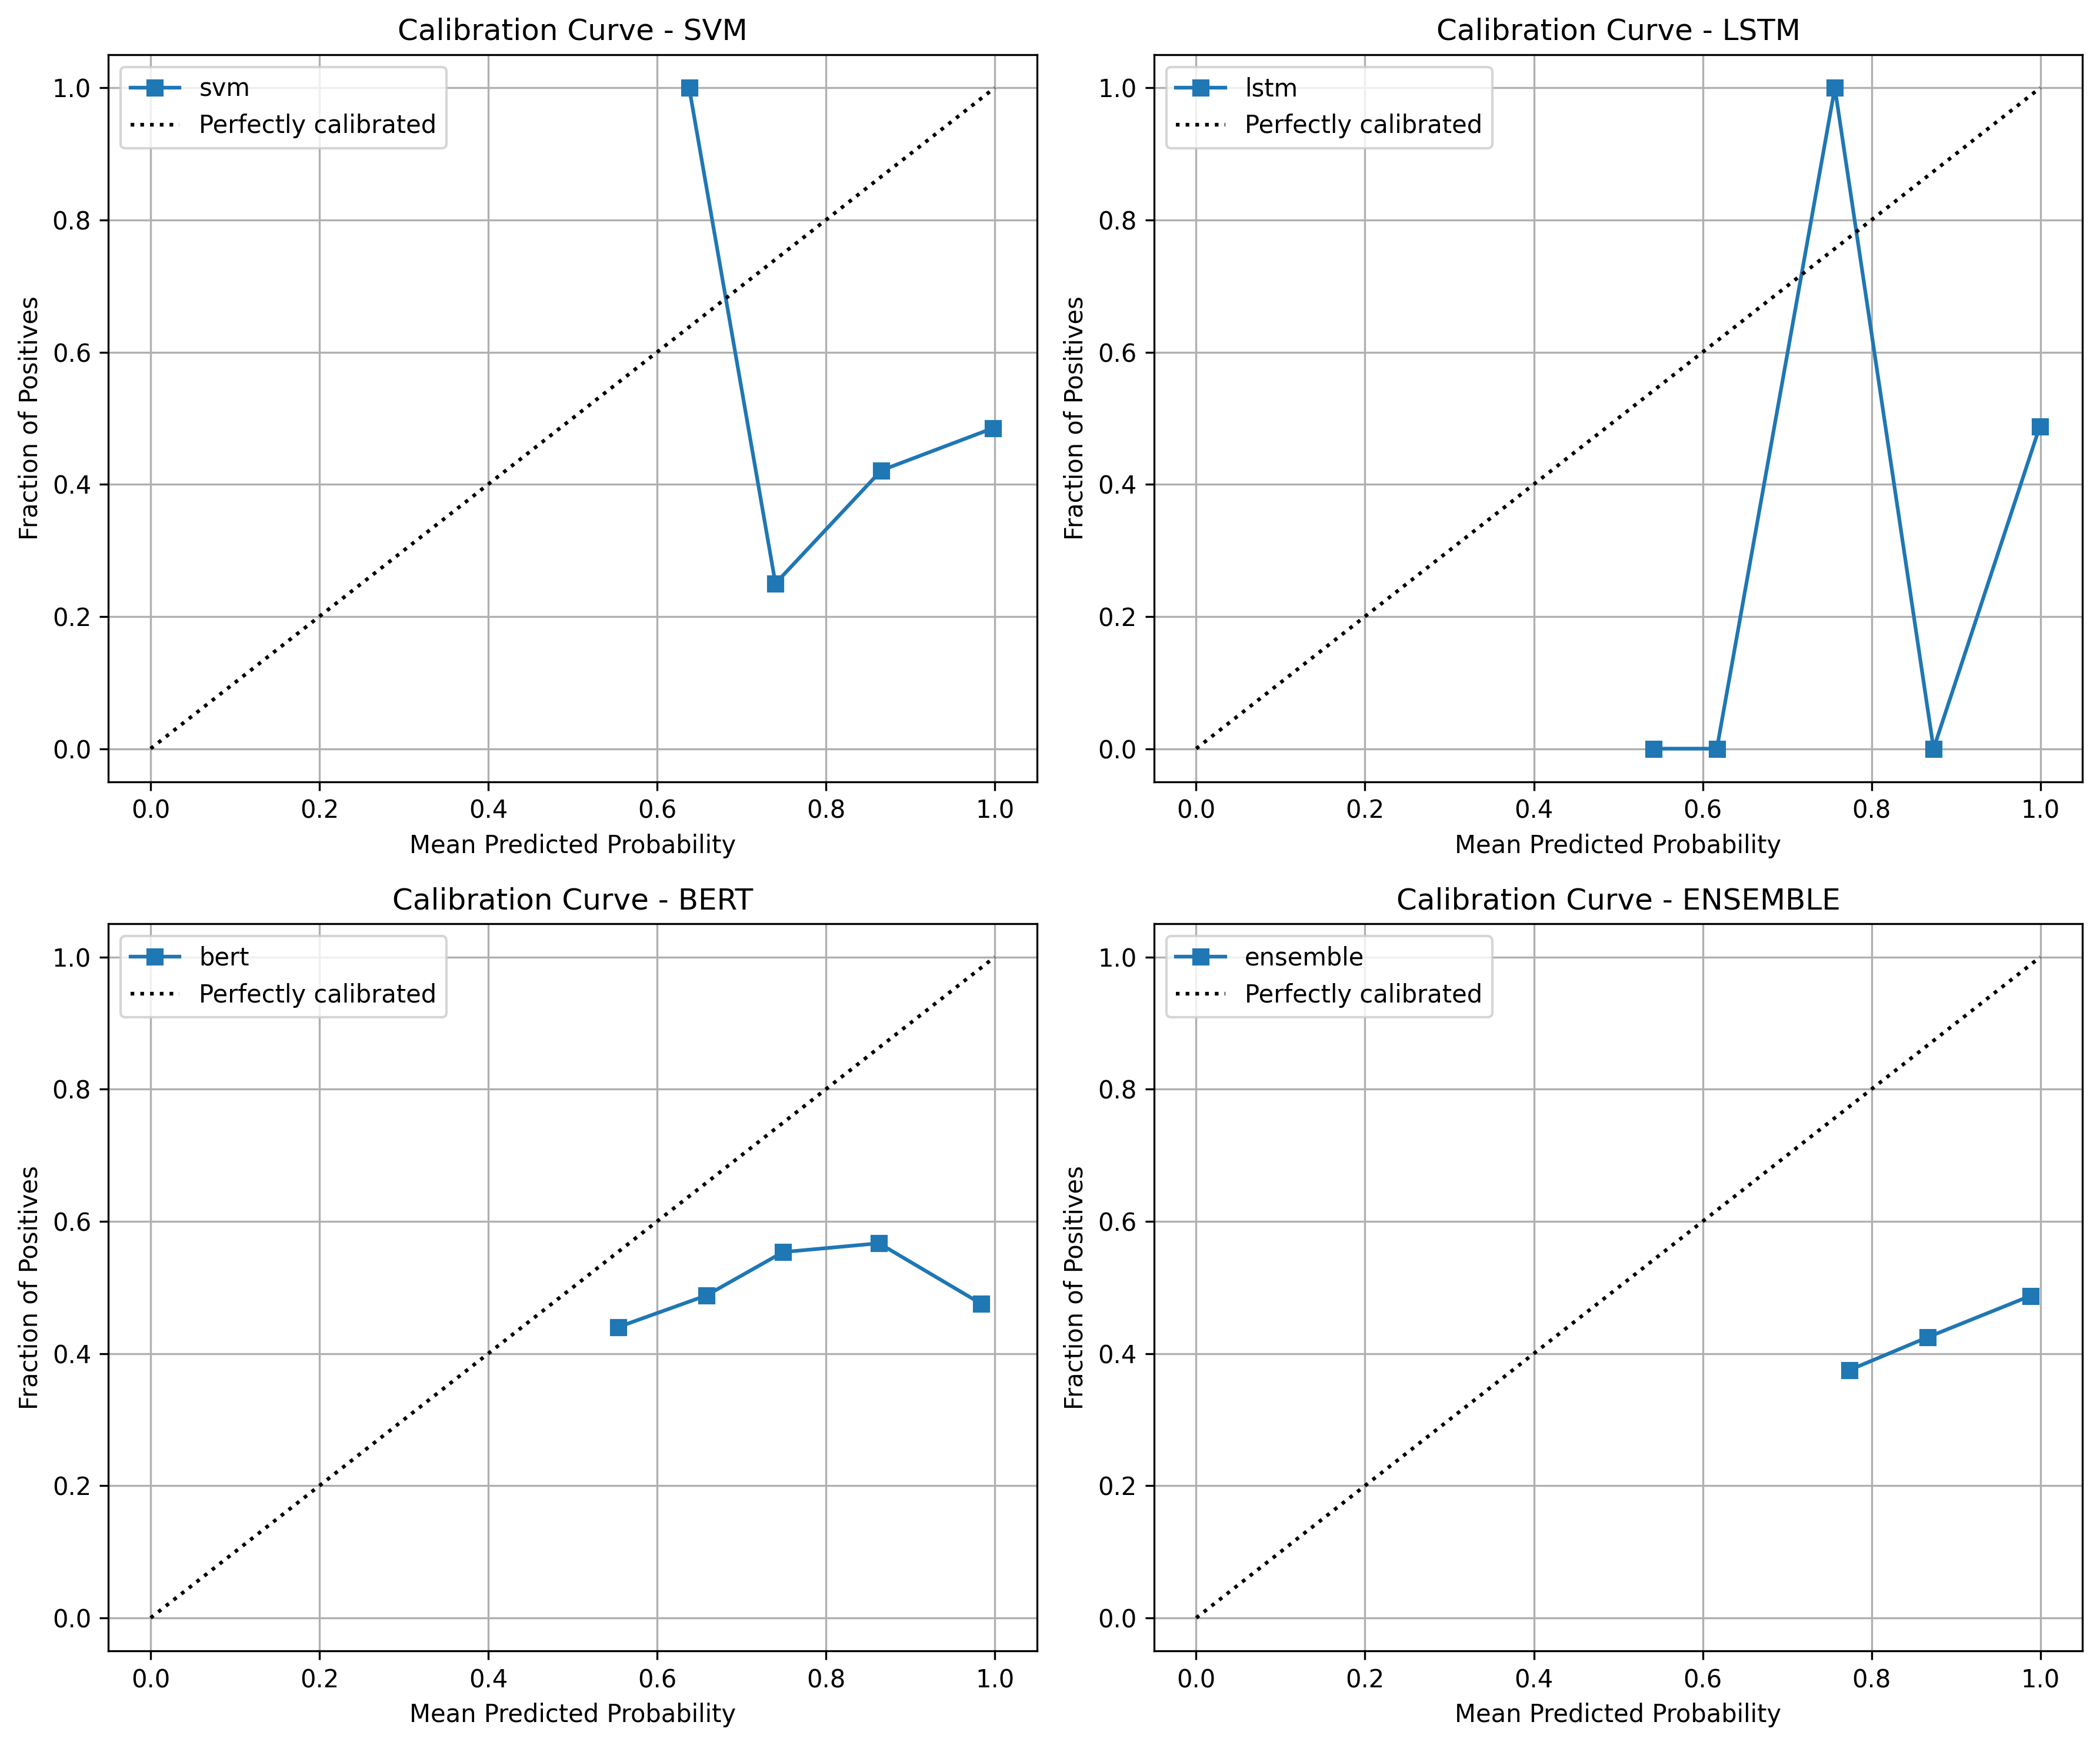 Calibration Curve - SVM
svm
Perfectly calibrated
1.0
0.8
0.6
0.4
0.2
0.0
Fraction of Positives
0.0 0.2 0.4 0.6 0.8 1.0
Mean Predicted Probability
Calibration Curve - LSTM
lstm
Perfectly calibrated
1.0
0.8
0.6
0.4
0.2
0.0
Fraction of Positives
0.0 0.2 0.4 0.6 0.8 1.0
Mean Predicted Probability
Calibration Curve - BERT
bert
Perfectly calibrated
1.0
0.8
0.6
0.4
0.2
0.0
Fraction of Positives
0.0 0.2 0.4 0.6 0.8 1.0
Mean Predicted Probability
Calibration Curve - ENSEMBLE
ensemble
Perfectly calibrated
1.0
0.8
0.6
0.4
0.2
0.0
Fraction of Positives
0.0 0.2 0.4 0.6 0.8 1.0
Mean Predicted Probability